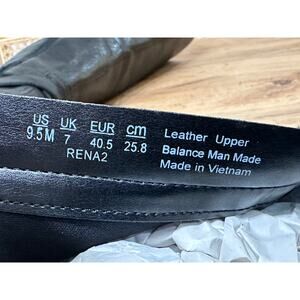 US UK EUR cm
9.5M 7 40.5 25.8
RENA2
Leather Upper
Balance Man Made
Made in Vietnam